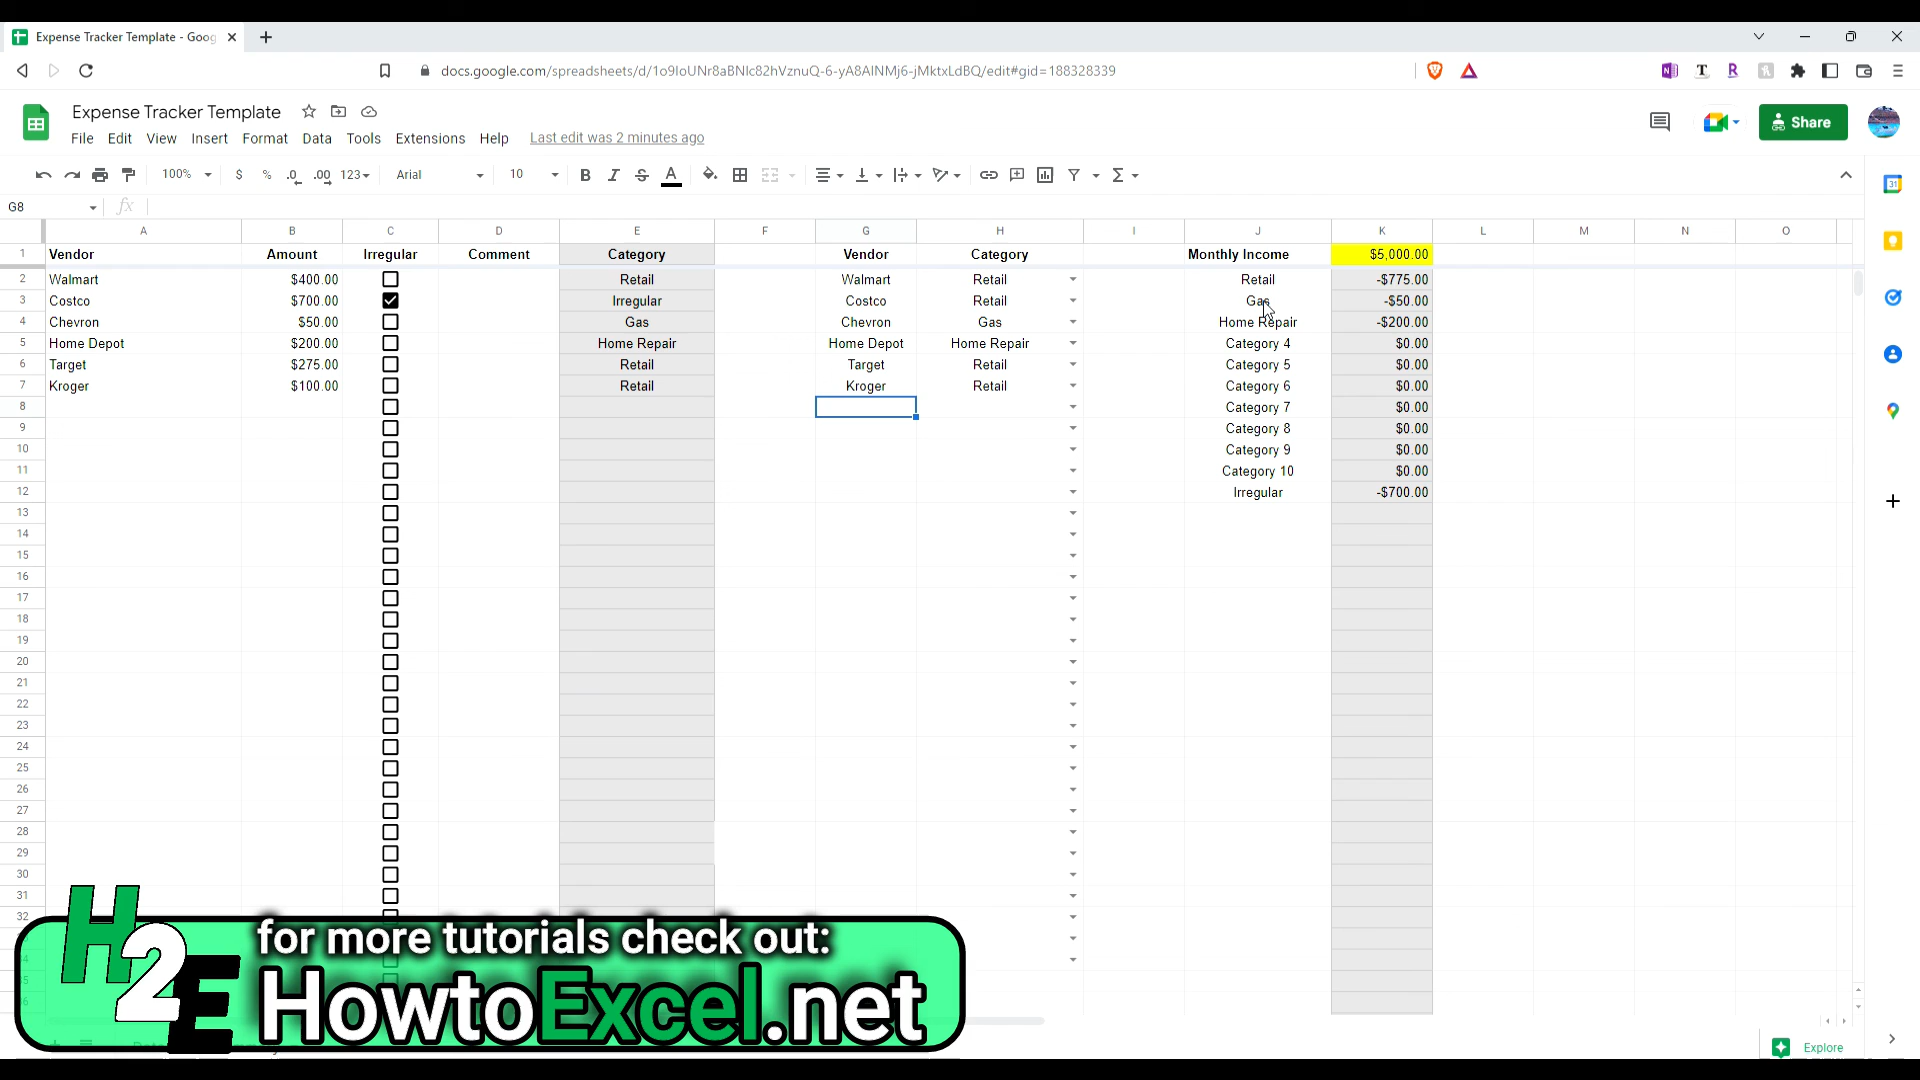 Expense Tracker Template - Goog
docs.google.com/spreadsheets/d/1o9IoUNr8aBNIc82hVznuQ-6-yA8AINMj6-jMktxLdBQ/edit#gid=188328339
Expense Tracker Template
Share
File Edit View Insert Format Data Tools Extensions Help Last edit was 2 minutes ago
100% $ % .0 .00 123 Arial 10 B I S A
G8 fx
A B C D E F G H I J K L M N O
1 Vendor Amount Irregular Comment Category Vendor Category Monthly Income $5,000.00
2 Walmart $400.00 Retail Walmart Retail Retail -$775.00
3 Costco $700.00 Irregular Costco Retail Gas -$50.00
4 Chevron $50.00 Gas Chevron Gas Home Repair -$200.00
5 Home Depot $200.00 Home Repair Home Depot Home Repair Category 4 $0.00
6 Target $275.00 Retail Target Retail Category 5 $0.00
7 Kroger $100.00 Retail Kroger Retail Category 6 $0.00
8 Category 7 $0.00
9 Category 8 $0.00
10 Category 9 $0.00
11 Category 10 $0.00
12 Irregular -$700.00
13
14
15
16
17
18
19
20
21
22
23
24
25
26
27
28
29
30
31
32
H2E
for more tutorials check out:
HowtoExcel.net
Explore